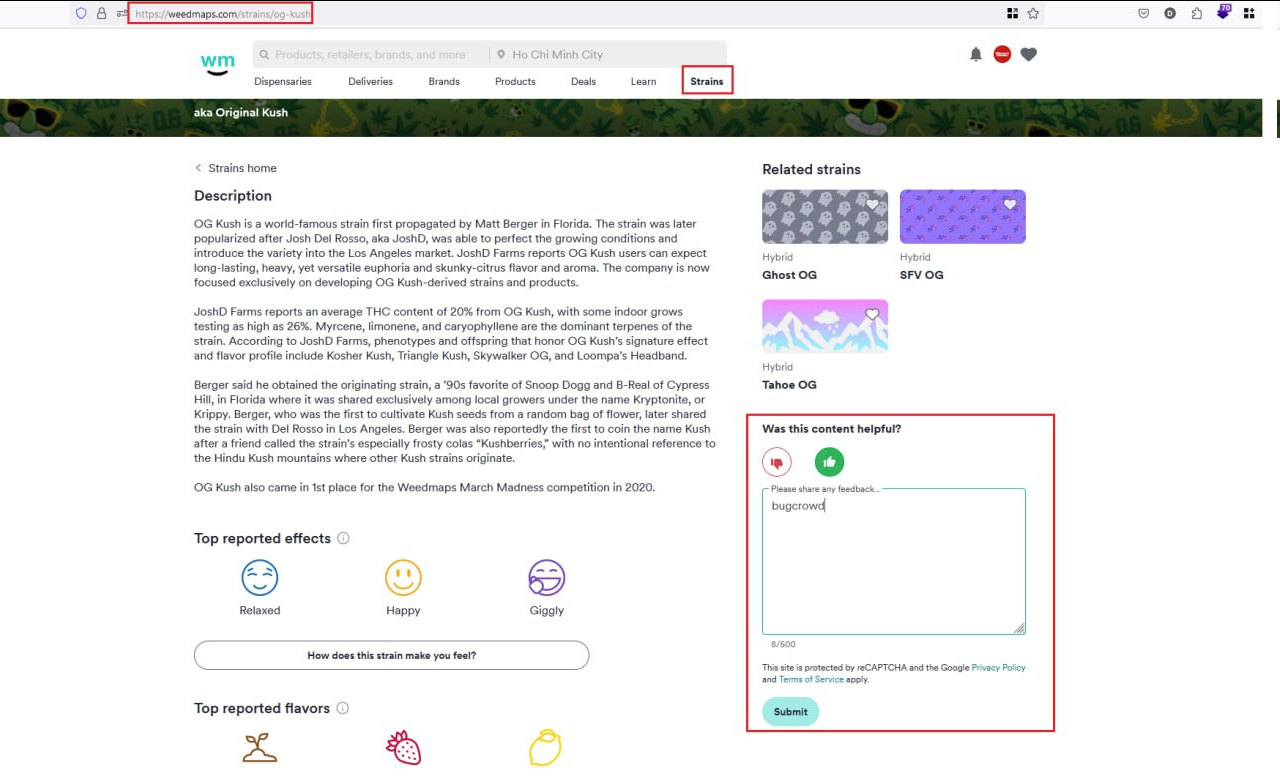 https://weedmaps.com/strains/og-kush
70
D
wm
Products, retailers, brands, and more
Ho Chi Minh City
Dispensaries
Deliveries
Brands
Products
Deals
Learn
Strains
aka Original Kush
Strains home
Description
OG Kush is a world-famous strain first propagated by Matt Berger in Florida. The strain was later
popularized after Josh Del Rosso, aka JoshD, was able to perfect the growing conditions and
introduce the variety into the Los Angeles market. JoshD Farms reports OG Kush users can expect
long-lasting, heavy, yet versatile euphoria and skunky-citrus flavor and aroma. The company is now
focused exclusively on developing OG Kush-derived strains and products.
JoshD Farms reports an average THC content of 20% from OG Kush, with some indoor grows
testing as high as 26%. Myrcene, limonene, and caryophyllene are the dominant terpenes of the
strain. According to JoshD Farms, phenotypes and offspring that honor OG Kush’s signature effect
and flavor profile include Kosher Kush, Triangle Kush, Skywalker OG, and Loompa’s Headband.
Berger said he obtained the originating strain, a ’90s favorite of Snoop Dogg and B-Real of Cypress
Hill, in Florida where it was shared exclusively among local growers under the name Kryptonite, or
Krippy. Berger, who was the first to cultivate Kush seeds from a random bag of flower, later shared
the strain with Del Rosso in Los Angeles. Berger was also reportedly the first to coin the name Kush
after a friend called the strain’s especially frosty colas “Kushberries,” with no intentional reference to
the Hindu Kush mountains where other Kush strains originate.
OG Kush also came in 1st place for the Weedmaps March Madness competition in 2020.
Top reported effects
Relaxed
Happy
Giggly
How does this strain make you feel?
Top reported flavors
Related strains
Hybrid
Ghost OG
Hybrid
SFV OG
Hybrid
Tahoe OG
Was this content helpful?
Please share any feedback...
bugcrowd
8/500
This site is protected by reCAPTCHA and the Google Privacy Policy
and Terms of Service apply.
Submit